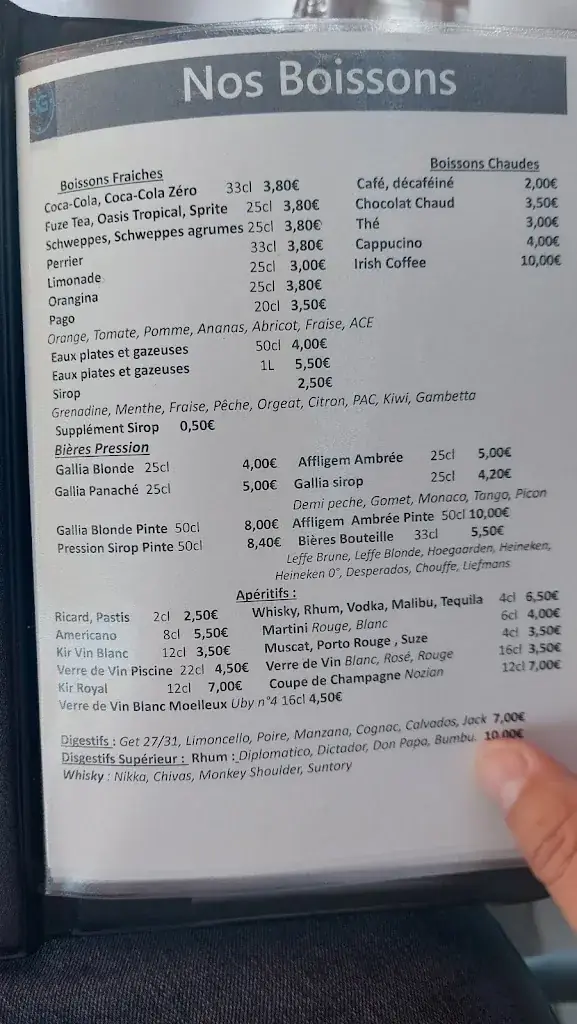 Nos Boissons
Boissons Fraiches
Coca-Cola, Coca-Cola Zéro 33cl 3,80€
Fuze Tea, Oasis Tropical, Sprite 25cl 3,80€
Schweppes, Schweppes agrumes 25cl 3,80€
Perrier 33cl 3,80€
Limonade 25cl 3,00€
Orangina 25cl 3,80€
Pago 20cl 3,50€
Orange, Tomate, Pomme, Ananas, Abricot, Fraise, ACE
Eaux plates et gazeuses 50cl 4,00€
Eaux plates et gazeuses 1L 5,50€
Sirop 2,50€
Grenadine, Menthe, Fraise, Pêche, Orgeat, Citron, PAC, Kiwi, Gambetta
Supplément Sirop 0,50€
Boissons Chaudes
Café, décaféiné 2,00€
Chocolat Chaud 3,50€
Thé 3,00€
Cappucino 4,00€
Irish Coffee 10,00€
Bières Pression
Gallia Blonde 25cl 4,00€ Affligem Ambrée 25cl 5,00€
Gallia Panaché 25cl 5,00€ Gallia sirop 25cl 4,20€
Demi peche, Gomet, Monaco, Tango, Picon
Gallia Blonde Pinte 50cl 8,00€ Affligem Ambrée Pinte 50cl 10,00€
Pression Sirop Pinte 50cl 8,40€ Bières Bouteille 33cl 5,50€
Leffe Brune, Leffe Blonde, Hoegaarden, Heineken,
Heineken 0°, Desperados, Chouffe, Liefmans
Apéritifs :
Ricard, Pastis 2cl 2,50€ Whisky, Rhum, Vodka, Malibu, Tequila 4cl 6,50€
Americano 8cl 5,50€ Martini Rouge, Blanc 6cl 4,00€
Kir Vin Blanc 12cl 3,50€ Muscat, Porto Rouge , Suze 4cl 3,50€
Verre de Vin Piscine 22cl 4,50€ Verre de Vin Blanc, Rosé, Rouge 16cl 3,50€
Kir Royal 12cl 7,00€ Coupe de Champagne Nozian 12cl 7,00€
Verre de Vin Blanc Moelleux Uby n°4 16cl 4,50€
Digestifs : Get 27/31, Limoncello, Poire, Manzana, Cognac, Calvados, Jack 7,00€
Disgestifs Supérieur : Rhum : Diplomatico, Dictador, Don Papa, Bumbu. 10,00€
Whisky : Nikka, Chivas, Monkey Shoulder, Suntory